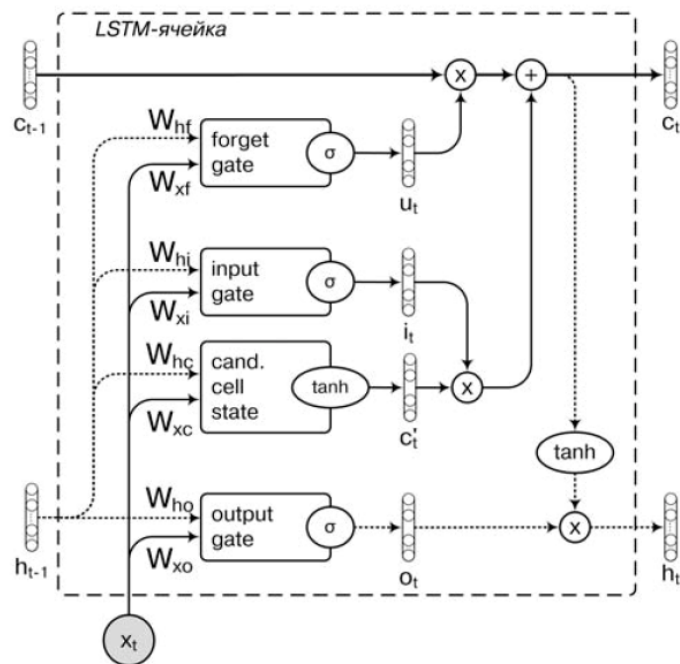 LSTM-ячейка
x
+
c_{t-1}
c_t
W_{hf}
forget
gate
σ
W_{xf}
u_t
W_{hi}
input
gate
σ
W_{xi}
i_t
W_{hc}
cand.
cell
state
tanh
x
W_{xc}
c'_t
tanh
W_{ho}
output
gate
σ
x
W_{xo}
h_{t-1}
o_t
h_t
x_t